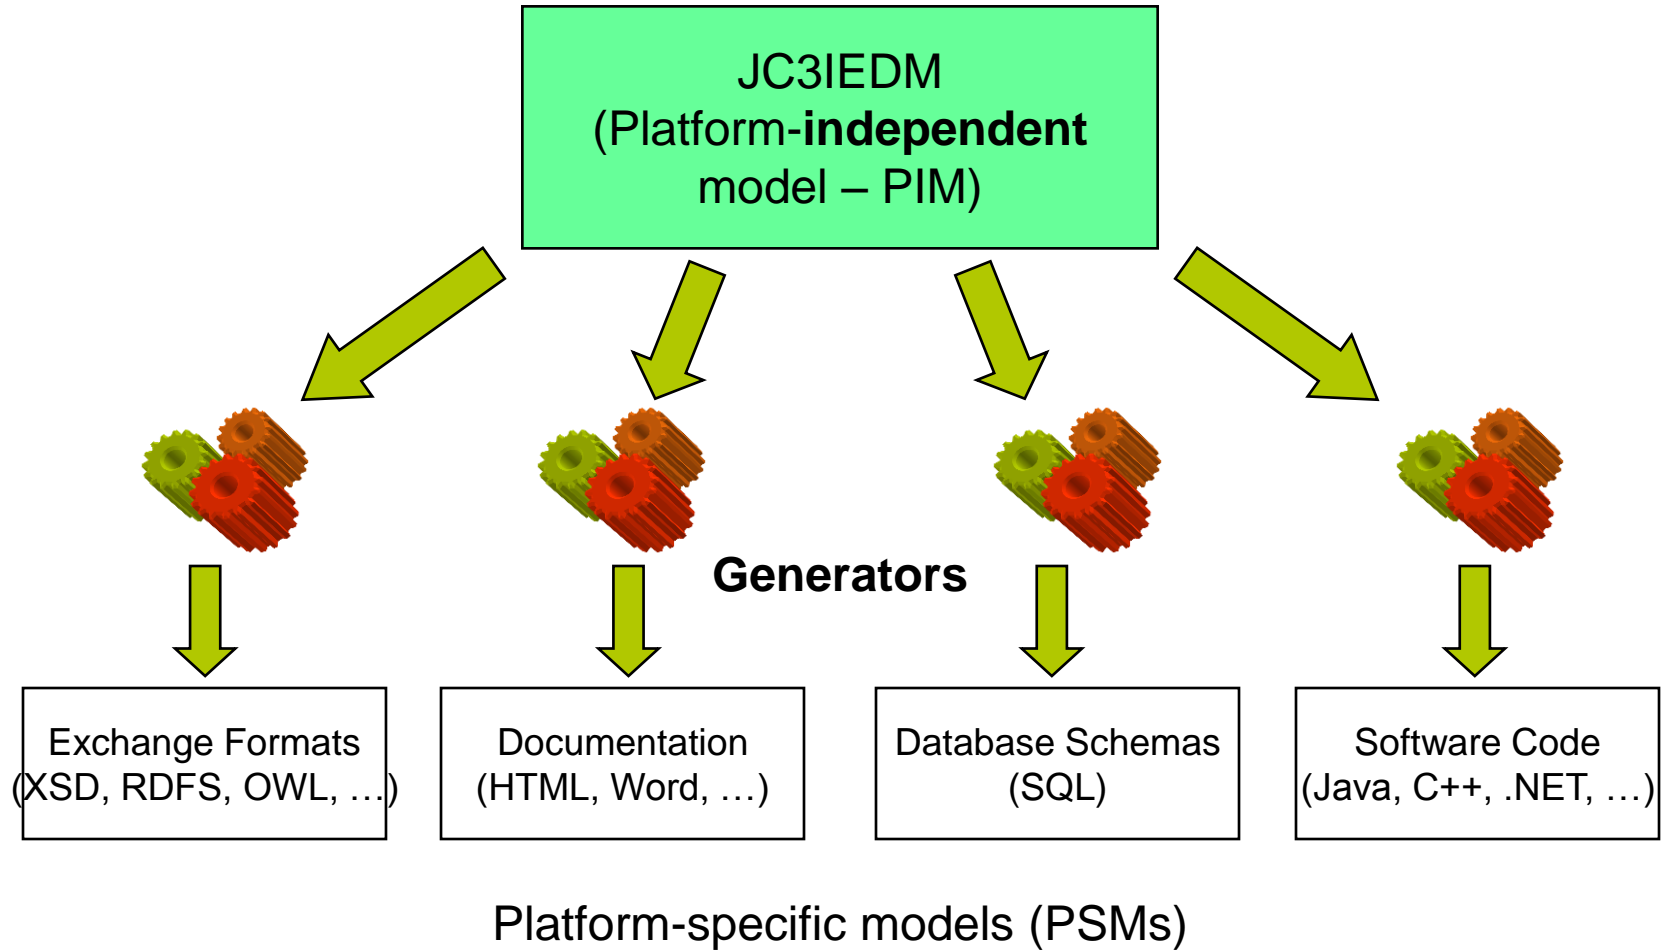 JC3IEDM
(Platform-independent
model – PIM)
Generators
Exchange Formats
(XSD, RDFS, OWL, …)
Documentation
(HTML, Word, …)
Database Schemas
(SQL)
Software Code
(Java, C++, .NET, …)
Platform-specific models (PSMs)